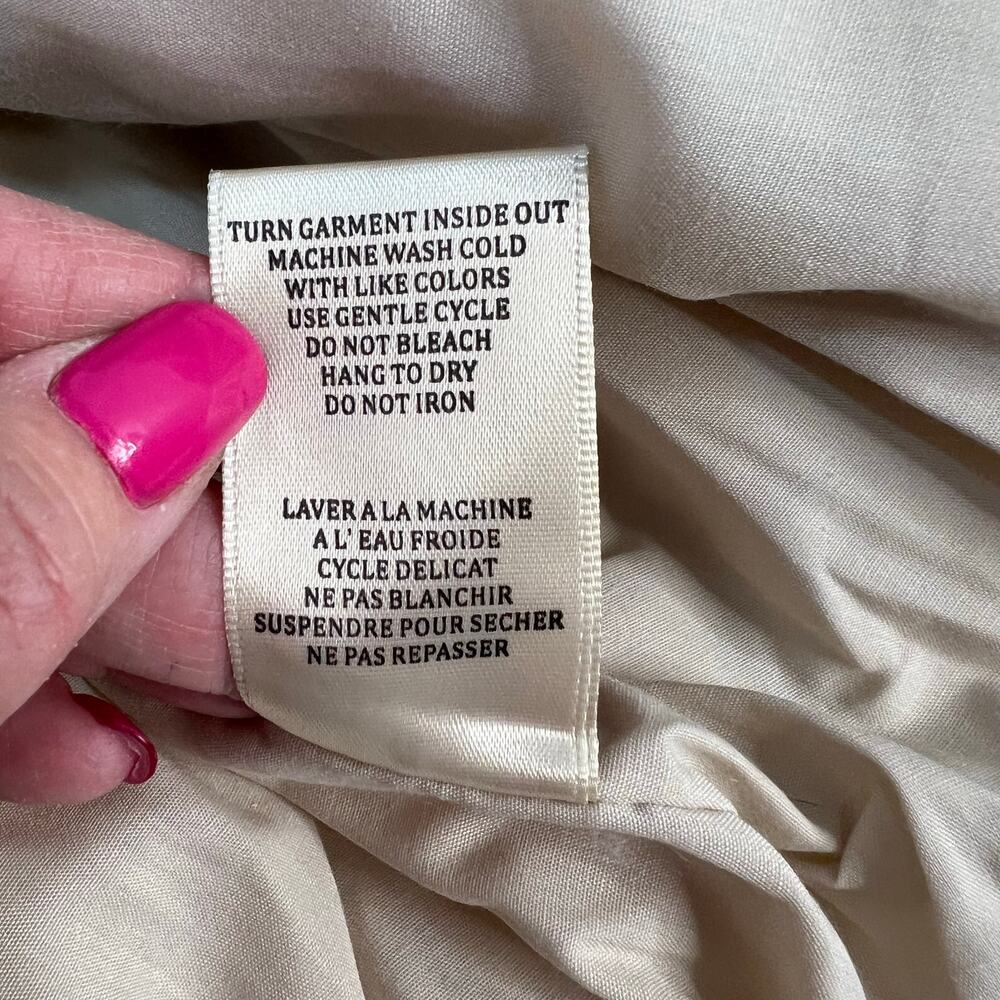 TURN GARMENT INSIDE OUT
MACHINE WASH COLD
WITH LIKE COLORS
USE GENTLE CYCLE
DO NOT BLEACH
HANG TO DRY
DO NOT IRON
LAVER A LA MACHINE
A L' EAU FROIDE
CYCLE DELICAT
NE PAS BLANCHIR
SUSPENDRE POUR SECHER
NE PAS REPASSER